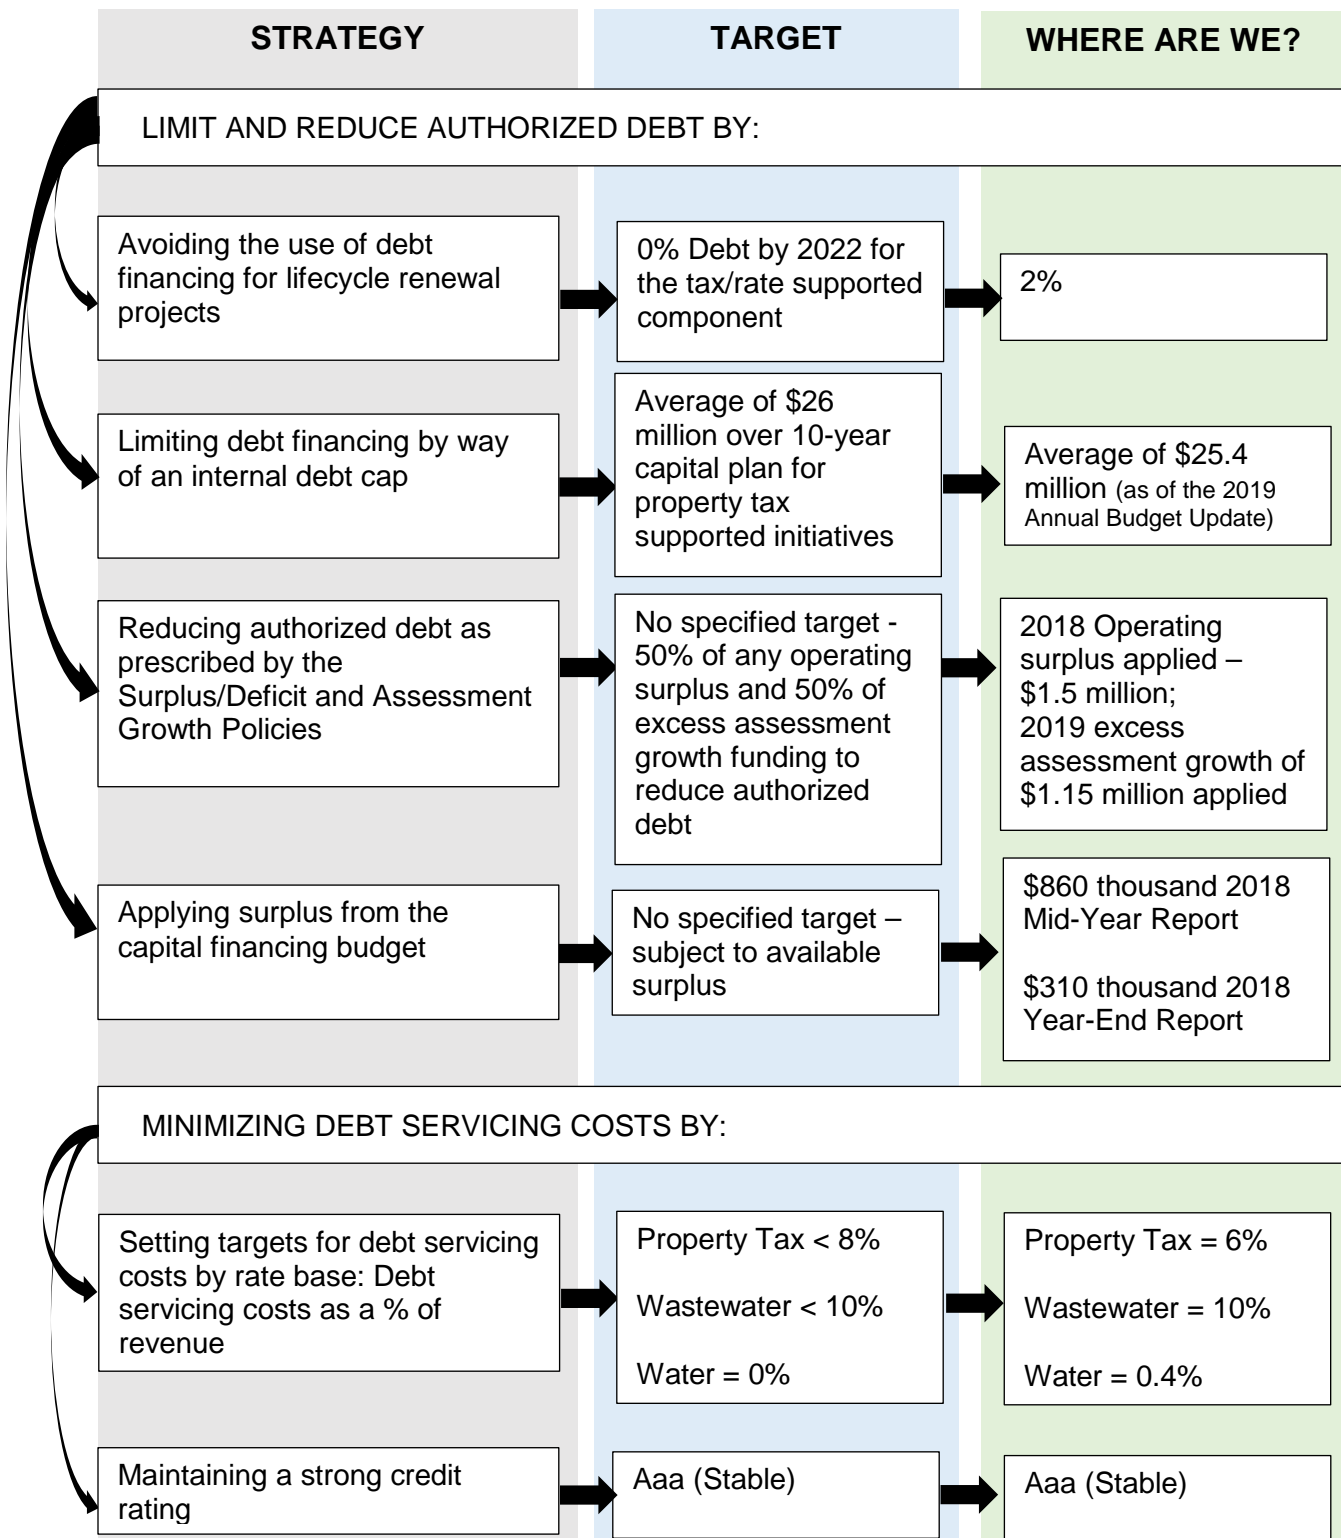 STRATEGY
TARGET
WHERE ARE WE?
LIMIT AND REDUCE AUTHORIZED DEBT BY:
Avoiding the use of debt
financing for lifecycle renewal
projects
0% Debt by 2022 for
the tax/rate supported
component
2%
Limiting debt financing by way
of an internal debt cap
Average of $26
million over 10-year
capital plan for
property tax
supported initiatives
Average of $25.4
million (as of the 2019
Annual Budget Update)
Reducing authorized debt as
prescribed by the
Surplus/Deficit and Assessment
Growth Policies
No specified target -
50% of any operating
surplus and 50% of
excess assessment
growth funding to
reduce authorized
debt
2018 Operating
surplus applied –
$1.5 million;
2019 excess
assessment growth of
$1.15 million applied
Applying surplus from the
capital financing budget
No specified target –
subject to available
surplus
$860 thousand 2018
Mid-Year Report
$310 thousand 2018
Year-End Report
MINIMIZING DEBT SERVICING COSTS BY:
Setting targets for debt servicing
costs by rate base: Debt
servicing costs as a % of
revenue
Property Tax < 8%
Wastewater < 10%
Water = 0%
Property Tax = 6%
Wastewater = 10%
Water = 0.4%
Maintaining a strong credit
rating
Aaa (Stable)
Aaa (Stable)